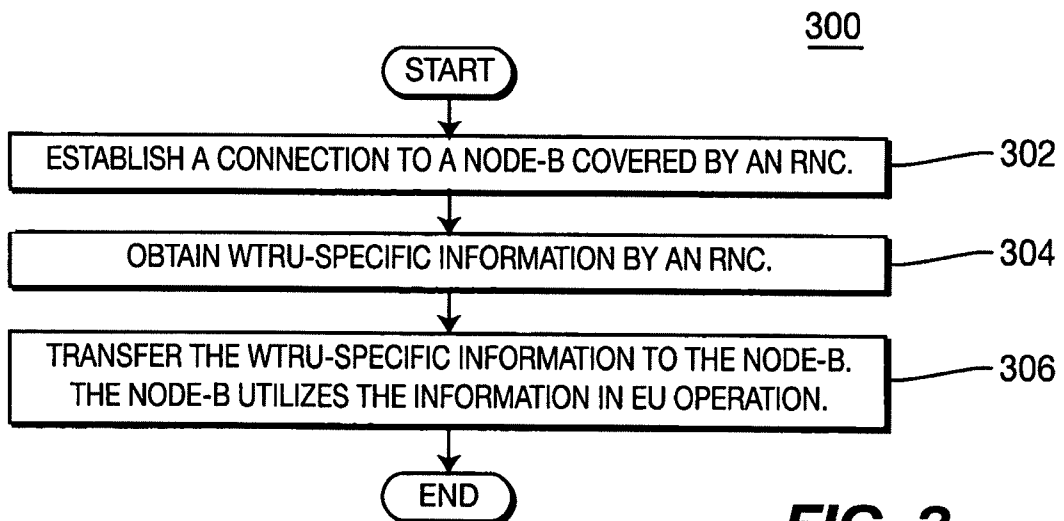 300
START
ESTABLISH A CONNECTION TO A NODE-B COVERED BY AN RNC.
302
OBTAIN WTRU-SPECIFIC INFORMATION BY AN RNC.
304
TRANSFER THE WTRU-SPECIFIC INFORMATION TO THE NODE-B.
THE NODE-B UTILIZES THE INFORMATION IN EU OPERATION.
306
END
FIG.